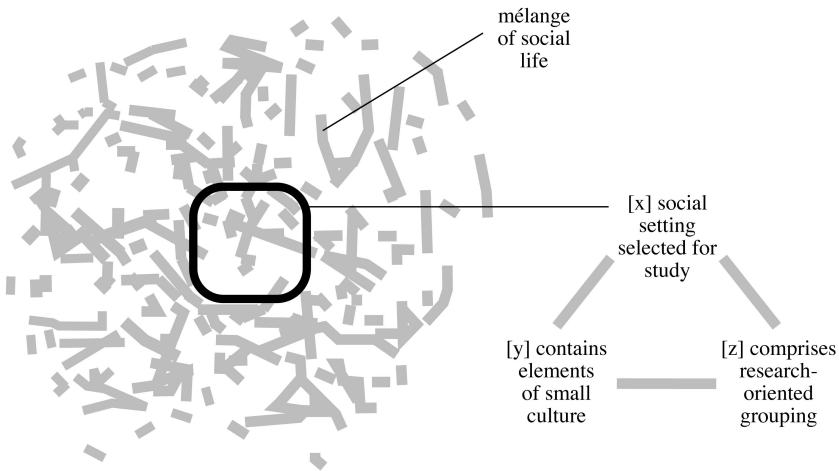 mélange
of social
life
[x] social
setting
selected for
study
[y] contains
elements
of small
culture
[z] comprises
research-
oriented
grouping